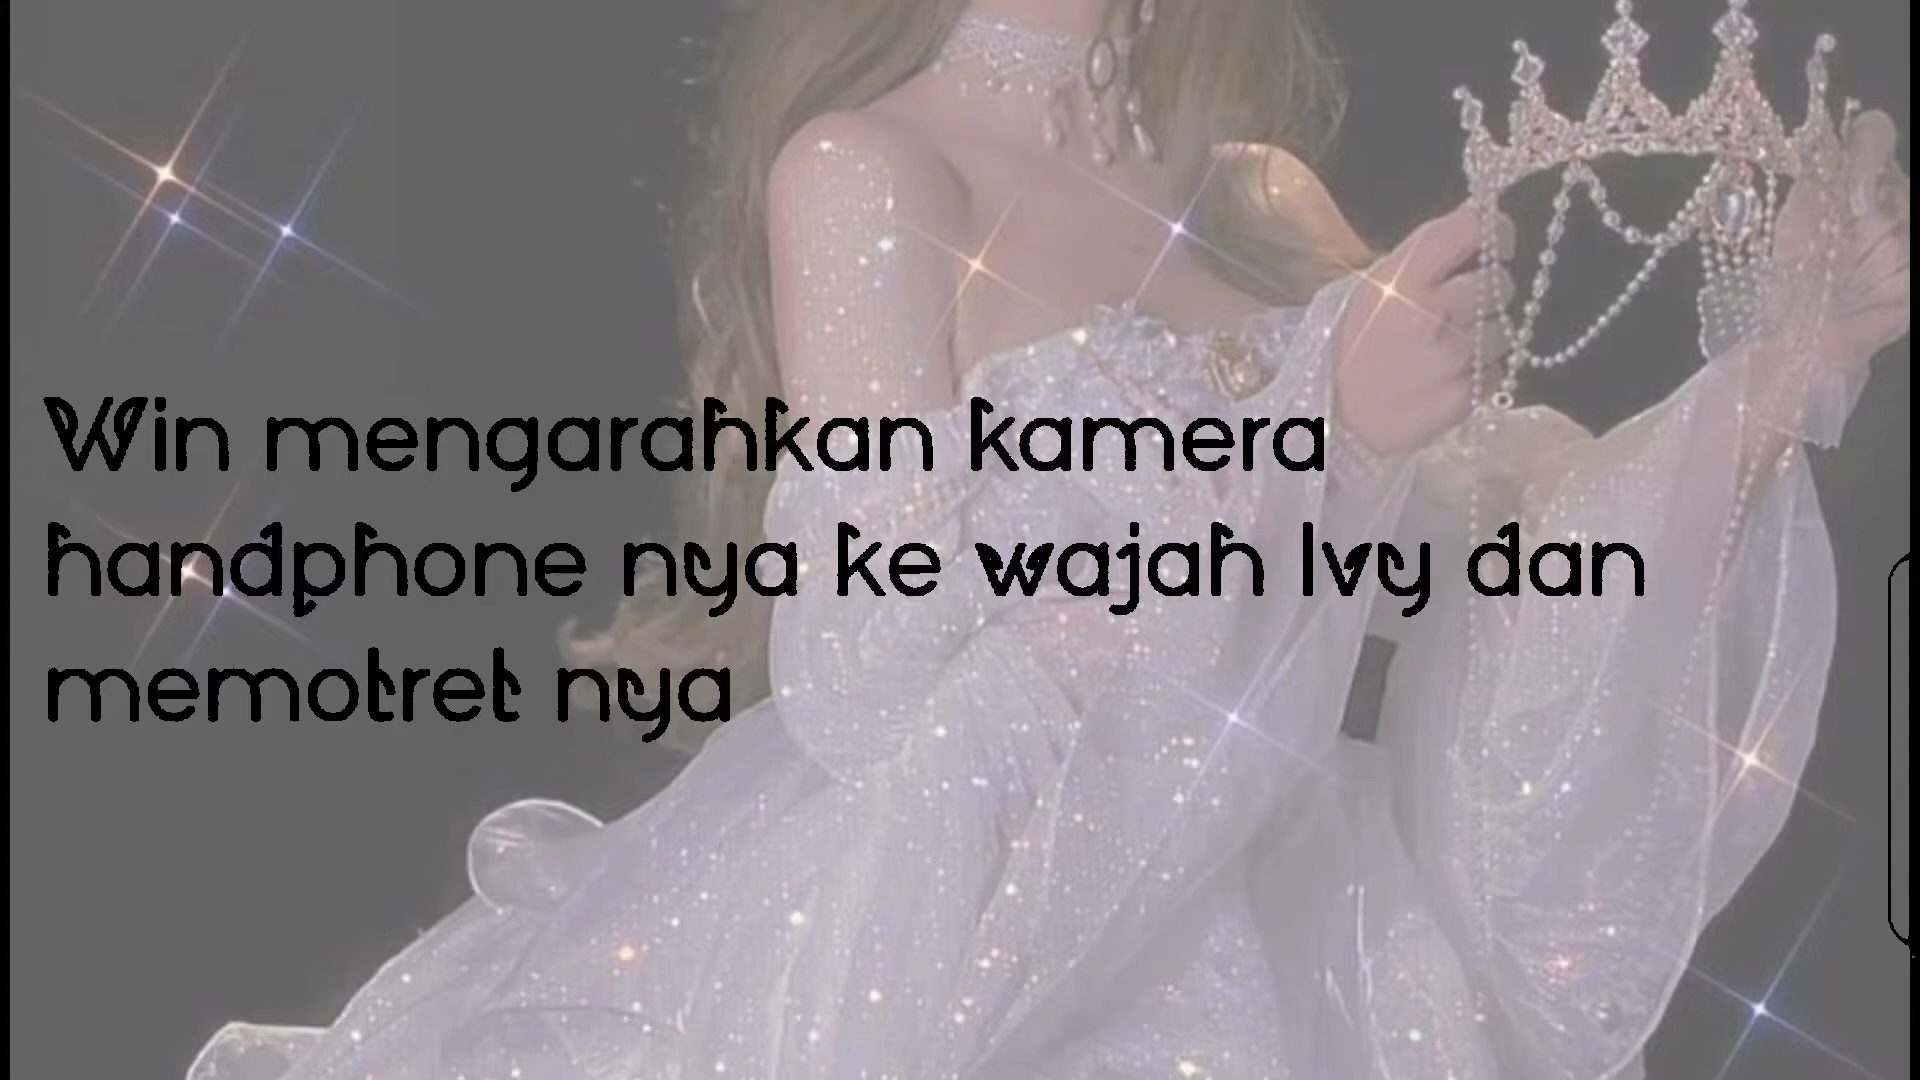 Win mengarahkan kamera
handphone nya ke wajah Ivy dan
memotret nya